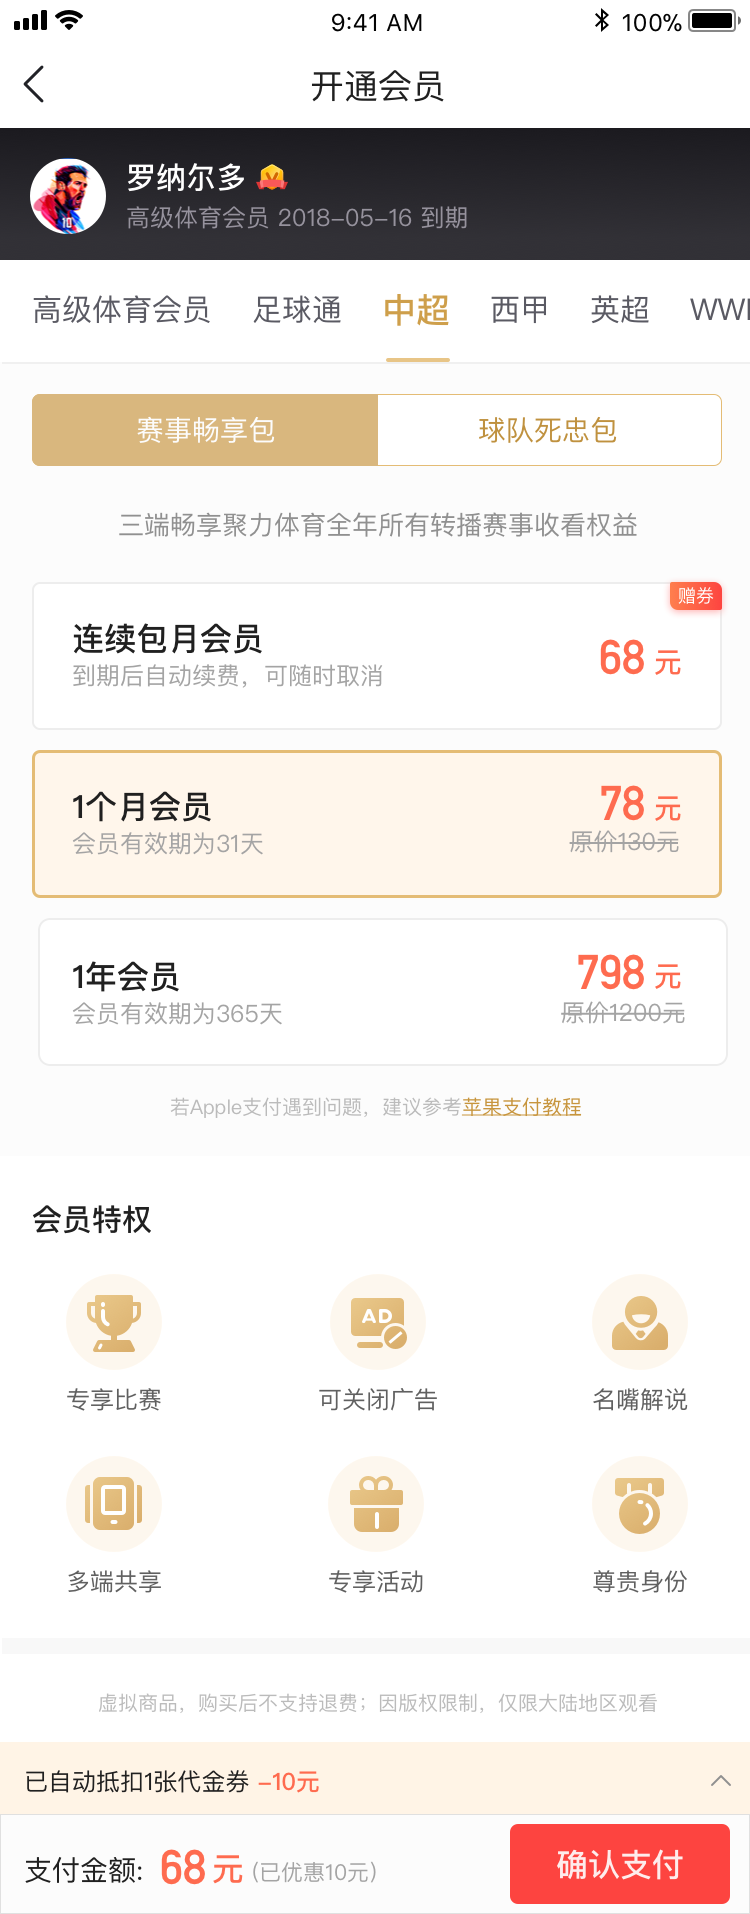 9:41 AM 100%
开通会员
罗纳尔多
高级体育会员 2018-05-16 到期
高级体育会员 足球通 中超 西甲 英超
赛事畅享包 球队死忠包
三端畅享聚力体育全年所有转播赛事收看权益
赠券
连续包月会员
68 元
到期后自动续费，可随时取消
1个月会员
78 元
会员有效期为31天
原价130元
1年会员
798 元
会员有效期为365天
原价1200元
若Apple支付遇到问题，建议参考苹果支付教程
会员特权
AD
专享比赛 可关闭广告 名嘴解说
多端共享 专享活动 尊贵身份
虚拟商品，购买后不支持退费；因版权限制，仅限大陆地区观看
已自动抵扣1张代金券 -10元
支付金额: 68 元 (已优惠10元)
确认支付